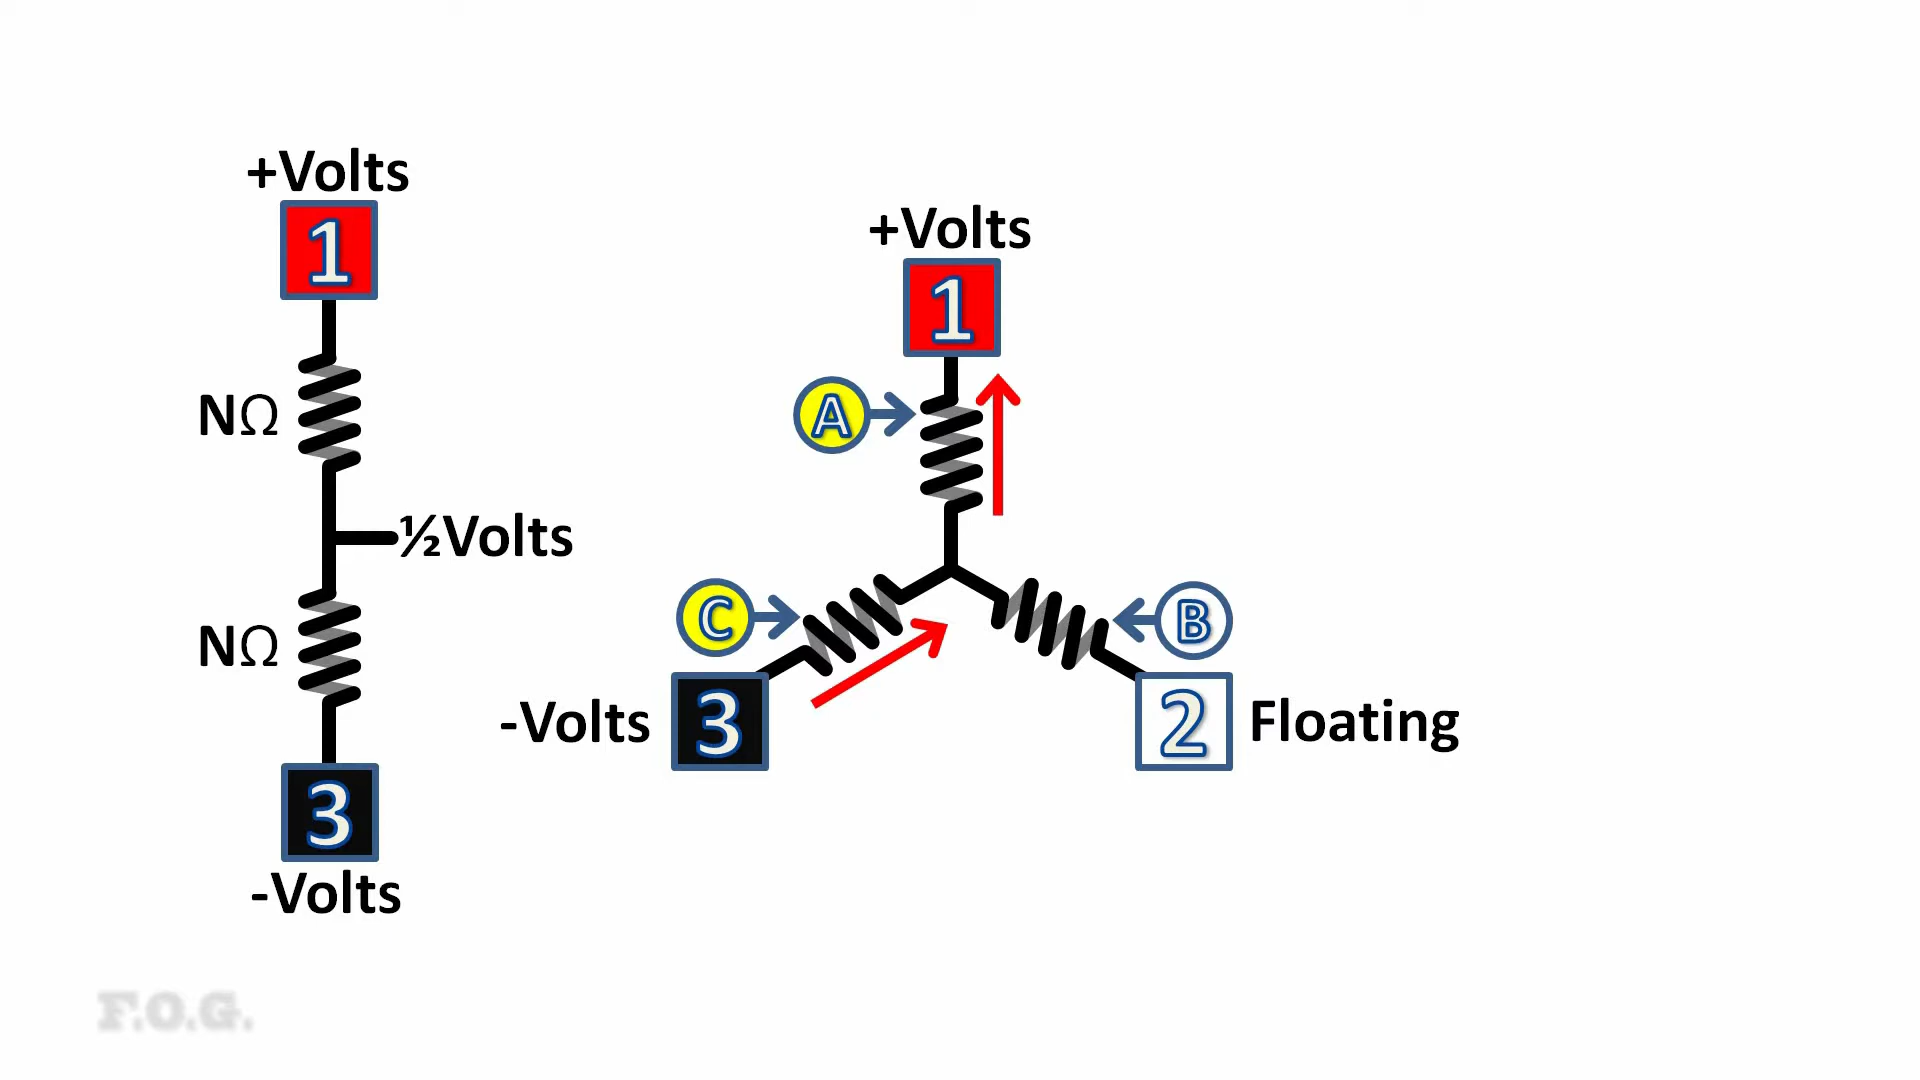 +Volts
1
NΩ
½Volts
NΩ
3
-Volts
+Volts
1
A
C
B
-Volts
3
2
Floating
F.O.G.